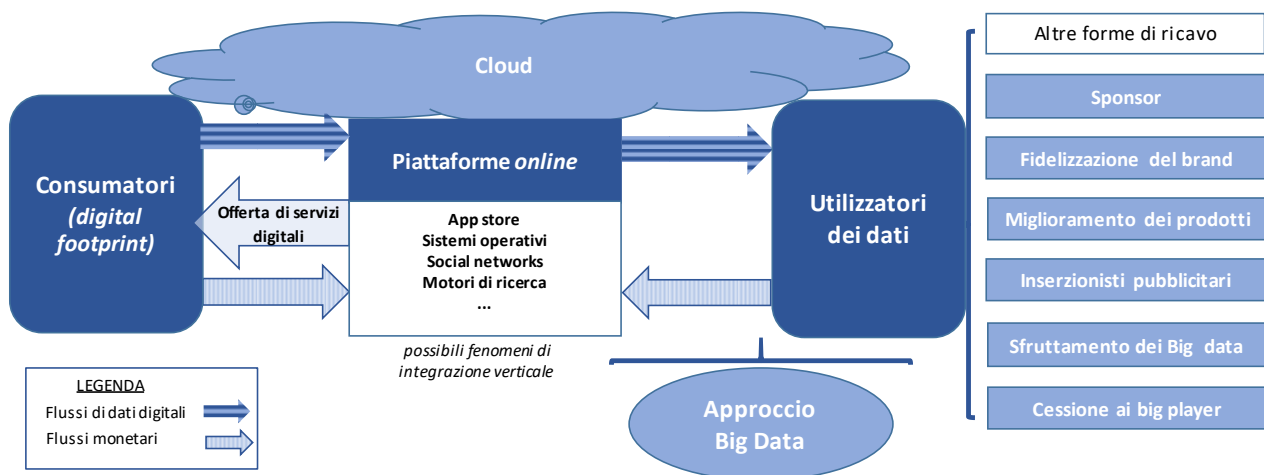 Cloud
Consumatori
(digital
footprint)
Piattaforme online
Offerta di servizi
digitali
App store
Sistemi operativi
Social networks
Motori di ricerca
...
possibili fenomeni di
integrazione verticale
Utilizzatori
dei dati
Approccio
Big Data
Altre forme di ricavo
Sponsor
Fidelizzazione del brand
Miglioramento dei prodotti
Inserzionisti pubblicitari
Sfruttamento dei Big data
Cessione ai big player
LEGENDA
Flussi di dati digitali
Flussi monetari